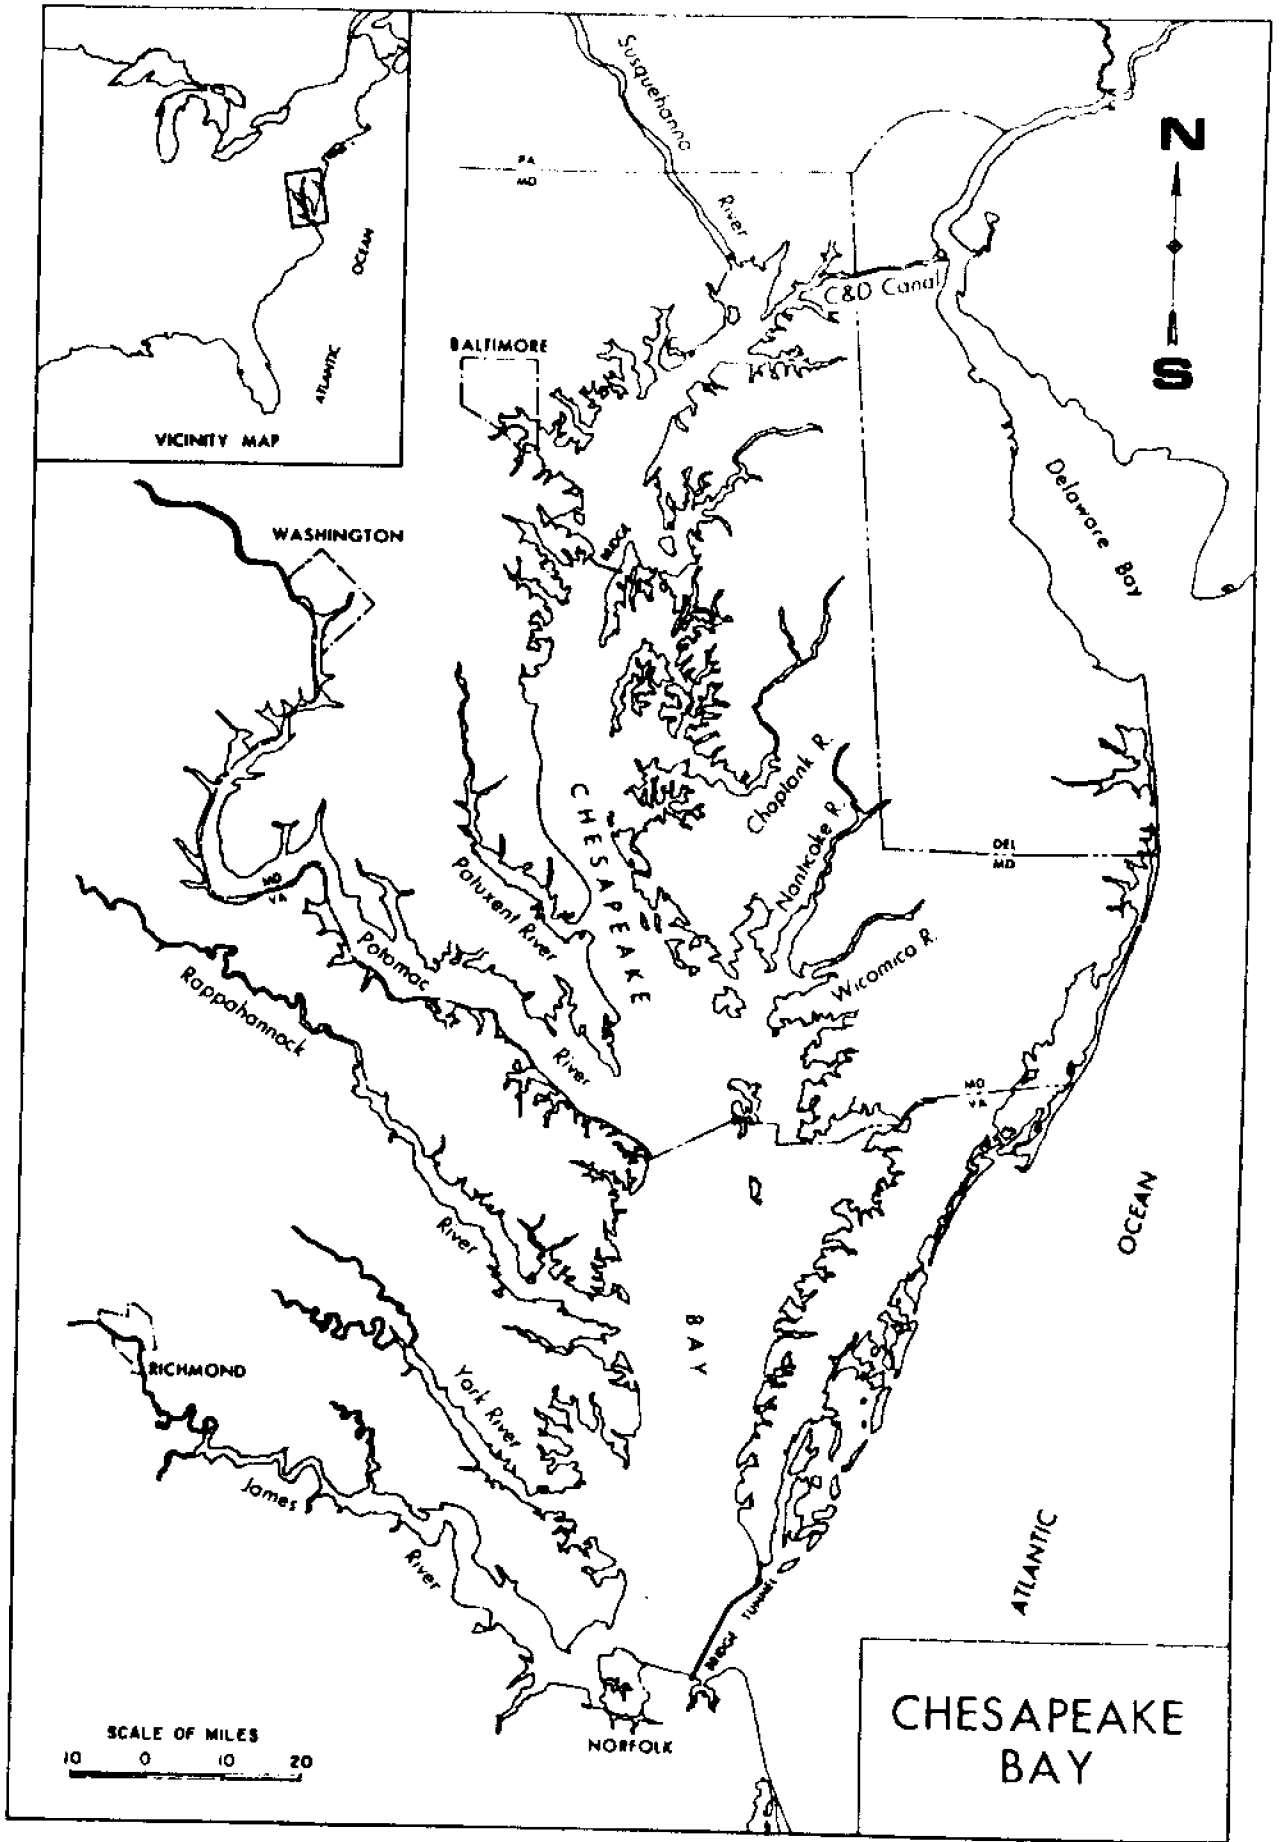 Susquehanna
River
N
S
PA
MD
C&D Canal
BALTIMORE
OCEAN
ATLANTIC
VICINITY MAP
WASHINGTON
BRIDGE
Delaware Bay
CHESAPEAKE
Choptank R.
Nanticoke R.
DEL
MD
MD
VA
Patuxent River
Potomac
River
Wicomico R.
Rappahannock
River
MD
VA
OCEAN
BAY
RICHMOND
York River
James
River
ATLANTIC
BRIDGE TUNNEL
NORFOLK
SCALE OF MILES
10 0 10 20
CHESAPEAKE
BAY